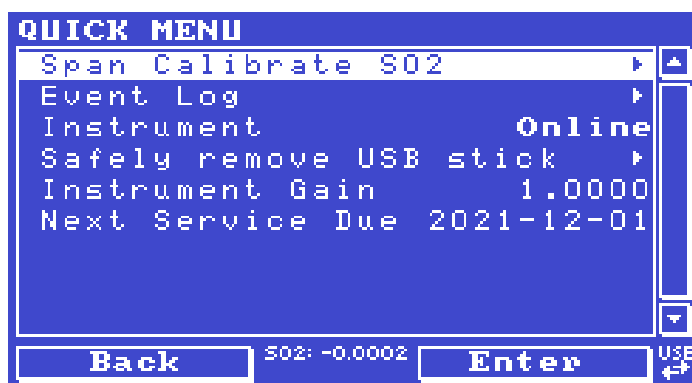 QUICK MENU
Span Calibrate SO2
Event Log
Instrument Online
Safely remove USB stick
Instrument Gain 1.0000
Next Service Due 2021-12-01
Back SO2: -0.0002 Enter USB